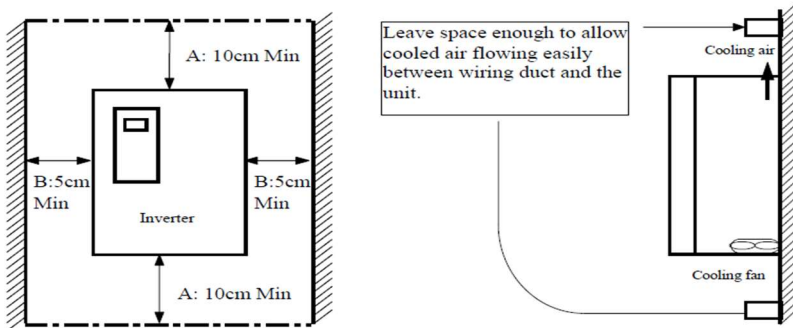 A: 10cm Min
B:5cm
Min
B:5cm
Min
Inverter
A: 10cm Min
Leave space enough to allow
cooled air flowing easily
between wiring duct and the
unit.
Cooling air
Cooling fan